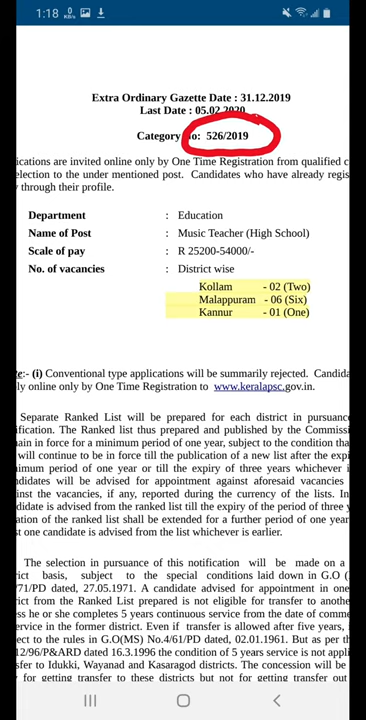 1:18 0 KB/s
Extra Ordinary Gazette Date : 31.12.2019
Last Date : 05.02.2020
Category No: 526/2019
ications are invited online only by One Time Registration from qualified c
election to the under mentioned post. Candidates who have already regis
through their profile.
Department : Education
Name of Post : Music Teacher (High School)
Scale of pay : R 25200-54000/-
No. of vacancies : District wise
Kollam - 02 (Two)
Malappuram - 06 (Six)
Kannur - 01 (One)
te:- (i) Conventional type applications will be summarily rejected. Candida
ly online only by One Time Registration to www.keralapsc.gov.in.
Separate Ranked List will be prepared for each district in pursuanc
ification. The Ranked list thus prepared and published by the Commissi
ain in force for a minimum period of one year, subject to the condition tha
will continue to be in force till the publication of a new list after the expi
imum period of one year or till the expiry of three years whichever i
ndidates will be advised for appointment against aforesaid vacancies
inst the vacancies, if any, reported during the currency of the lists. In
didate is advised from the ranked list till the expiry of the period of three y
ation of the ranked list shall be extended for a further period of one year
st one candidate is advised from the list whichever is earlier.
The selection in pursuance of this notification will be made on a
rict basis, subject to the special conditions laid down in G.O (
71/PD dated, 27.05.1971. A candidate advised for appointment in one
rict from the Ranked List prepared is not eligible for transfer to anothe
ss he or she completes 5 years continuous service from the date of comme
ervice in the former district. Even if transfer is allowed after five years,
ect to the rules in G.O(MS) No.4/61/PD dated, 02.01.1961. But as per th
12/96/P&ARD dated 16.3.1996 the condition of 5 years service is not appli
sfer to Idukki, Wayanad and Kasaragod districts. The concession will be
for getting transfer to these districts but not for getting transfer out